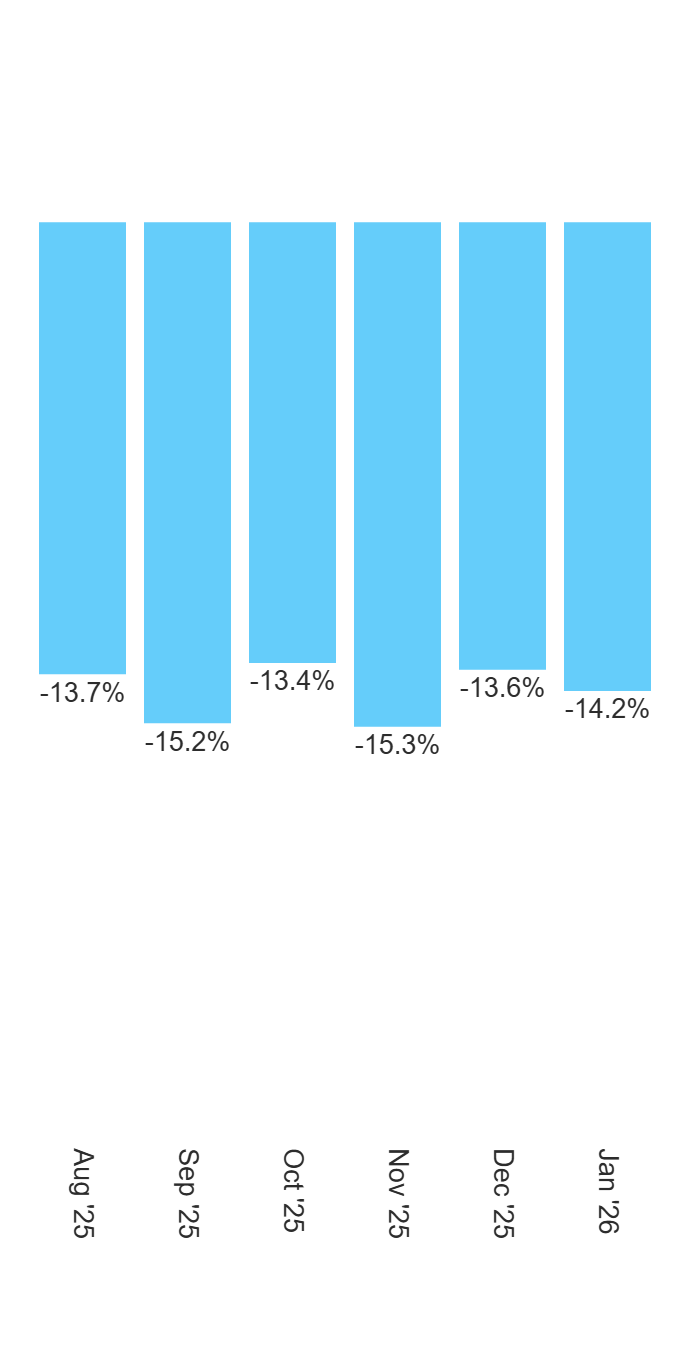 -13.7%
-15.2%
-13.4%
-15.3%
-13.6%
-14.2%
Aug '25
Sep '25
Oct '25
Nov '25
Dec '25
Jan '26